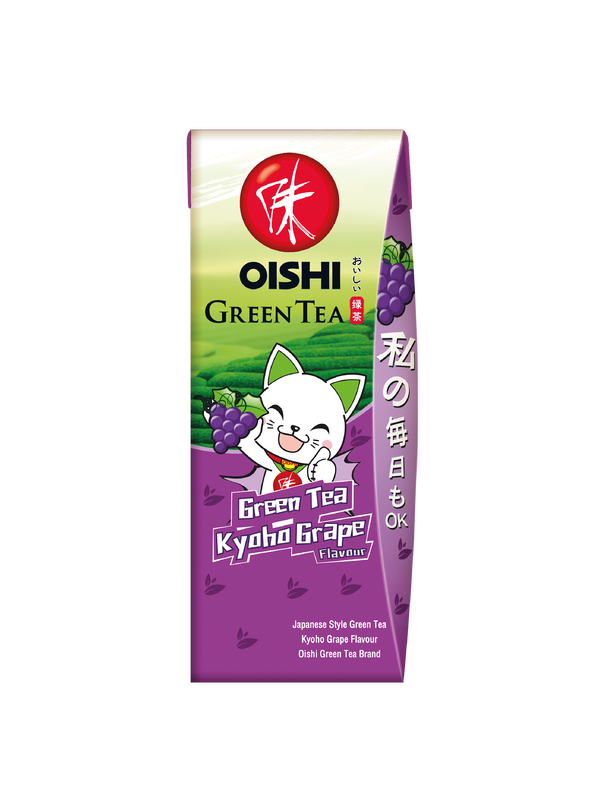 味
OISHI
おいしい
绿茶
GREEN TEA
味
Green Tea
Kyoho Grape
Flavour
Japanese Style Green Tea
Kyoho Grape Flavour
Oishi Green Tea Brand
私の毎日もOK